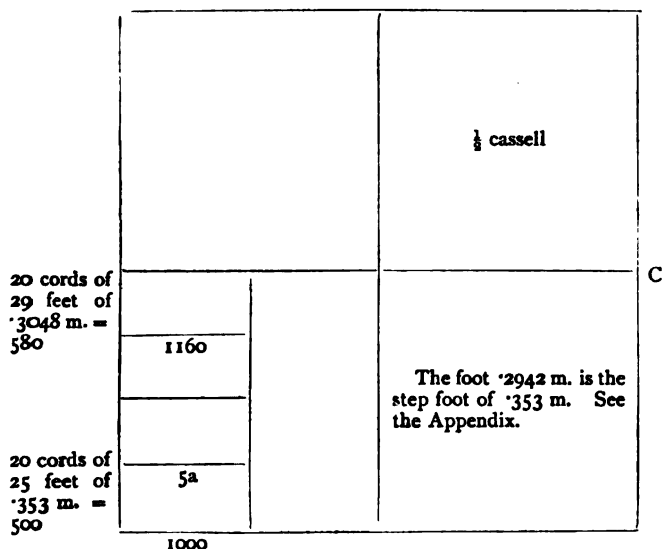 ½ cassell
C
20 cords of
29 feet of
·3048 m. =
580
1160
The foot ·2942 m. is the
step foot of ·353 m. See
the Appendix.
20 cords of
25 feet of
·353 m. =
500
5a
1000